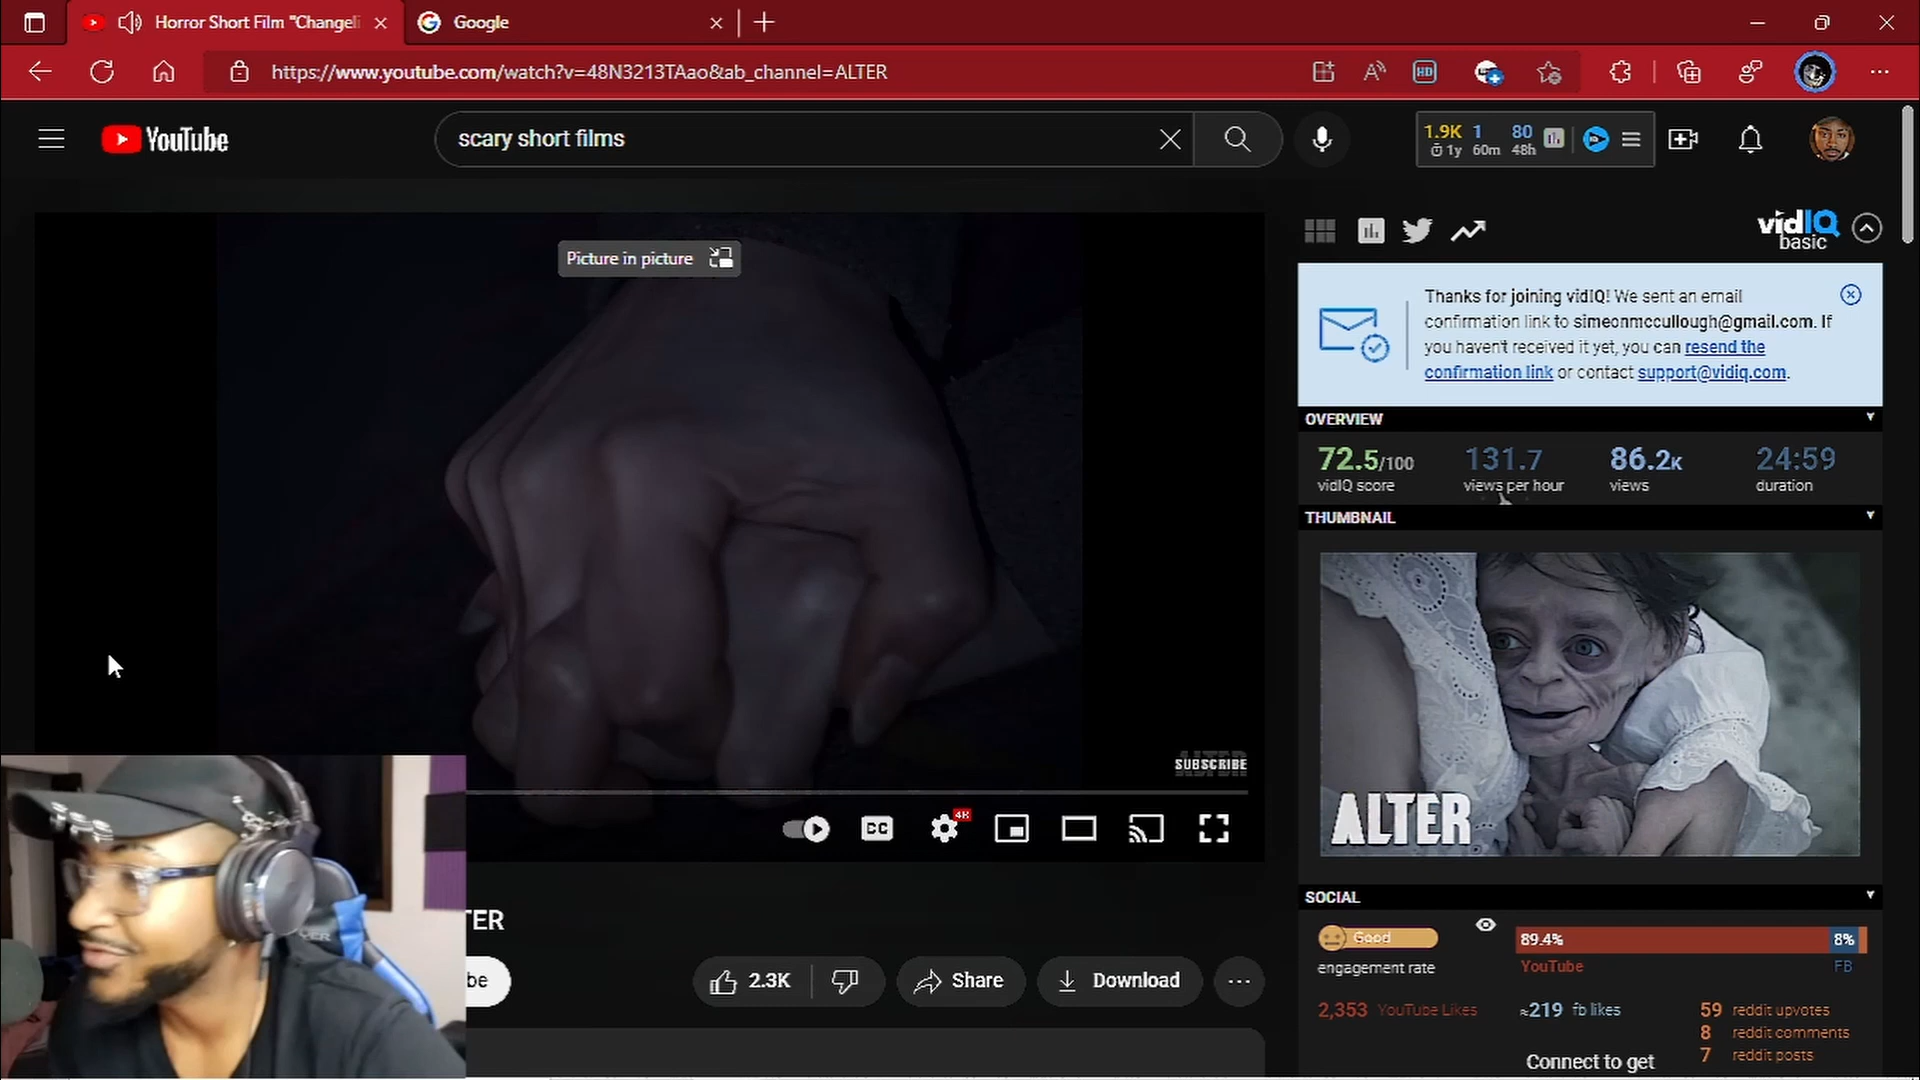 Horror Short Film "Changeli
Google
https://www.youtube.com/watch?v=48N3213TAao&ab_channel=ALTER
HD
YouTube
scary short films
1.9K 1 80
1y 60m 48h
Picture in picture
SUBSCRIBE
CC
4K
TER
be
2.3K
Share
Download
vidIQ
basic
Thanks for joining vidIQ! We sent an email
confirmation link to simeonmccullough@gmail.com. If
you haven't received it yet, you can resend the
confirmation link or contact support@vidiq.com.
OVERVIEW
72.5/100 131.7 86.2K 24:59
vidIQ score views per hour views duration
THUMBNAIL
ALTER
SOCIAL
Good
engagement rate
89.4% 8%
YouTube FB
2,353 YouTube Likes
≈219 fb likes
59 reddit upvotes
8 reddit comments
7 reddit posts
Connect to get